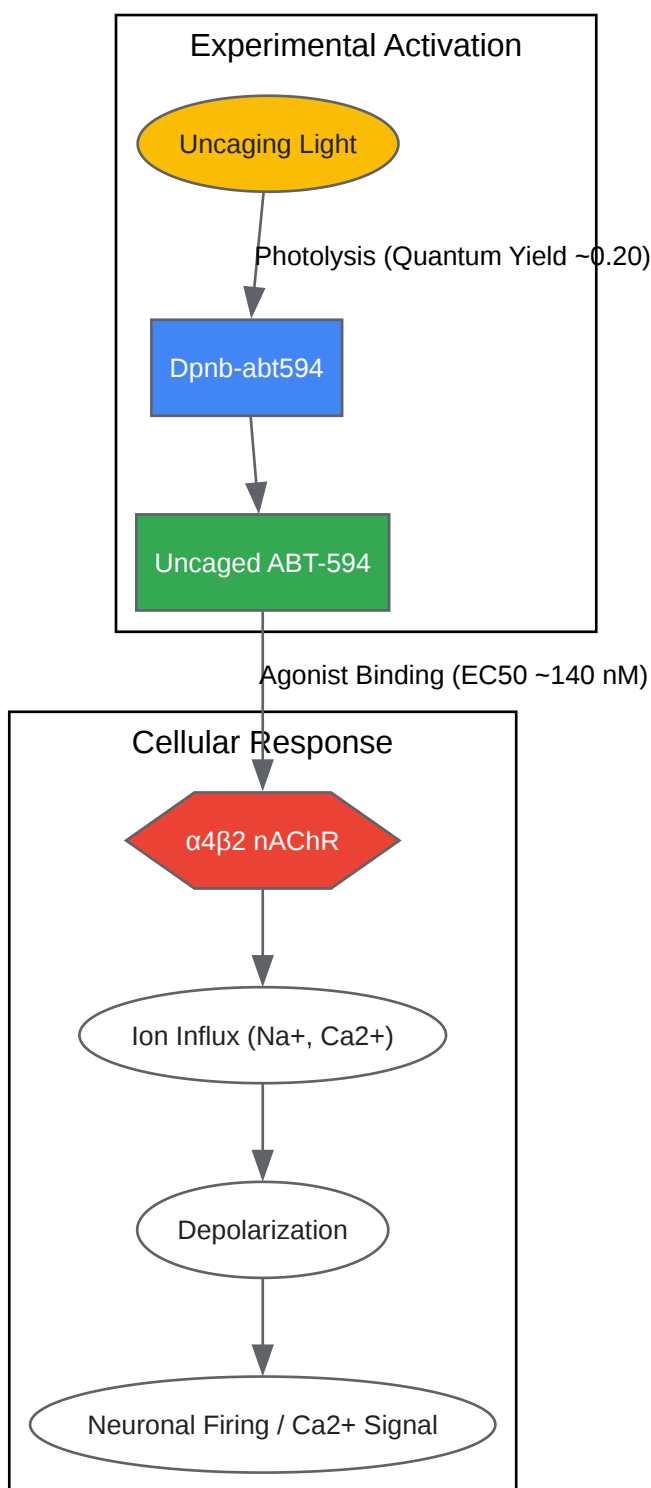 Experimental Activation
Uncaging Light
Photolysis (Quantum Yield ~0.20)
Dpnb-abt594
Uncaged ABT-594
Agonist Binding (EC50 ~140 nM)
Cellular Response
α4β2 nAChR
Ion Influx (Na+, Ca2+)
Depolarization
Neuronal Firing / Ca2+ Signal